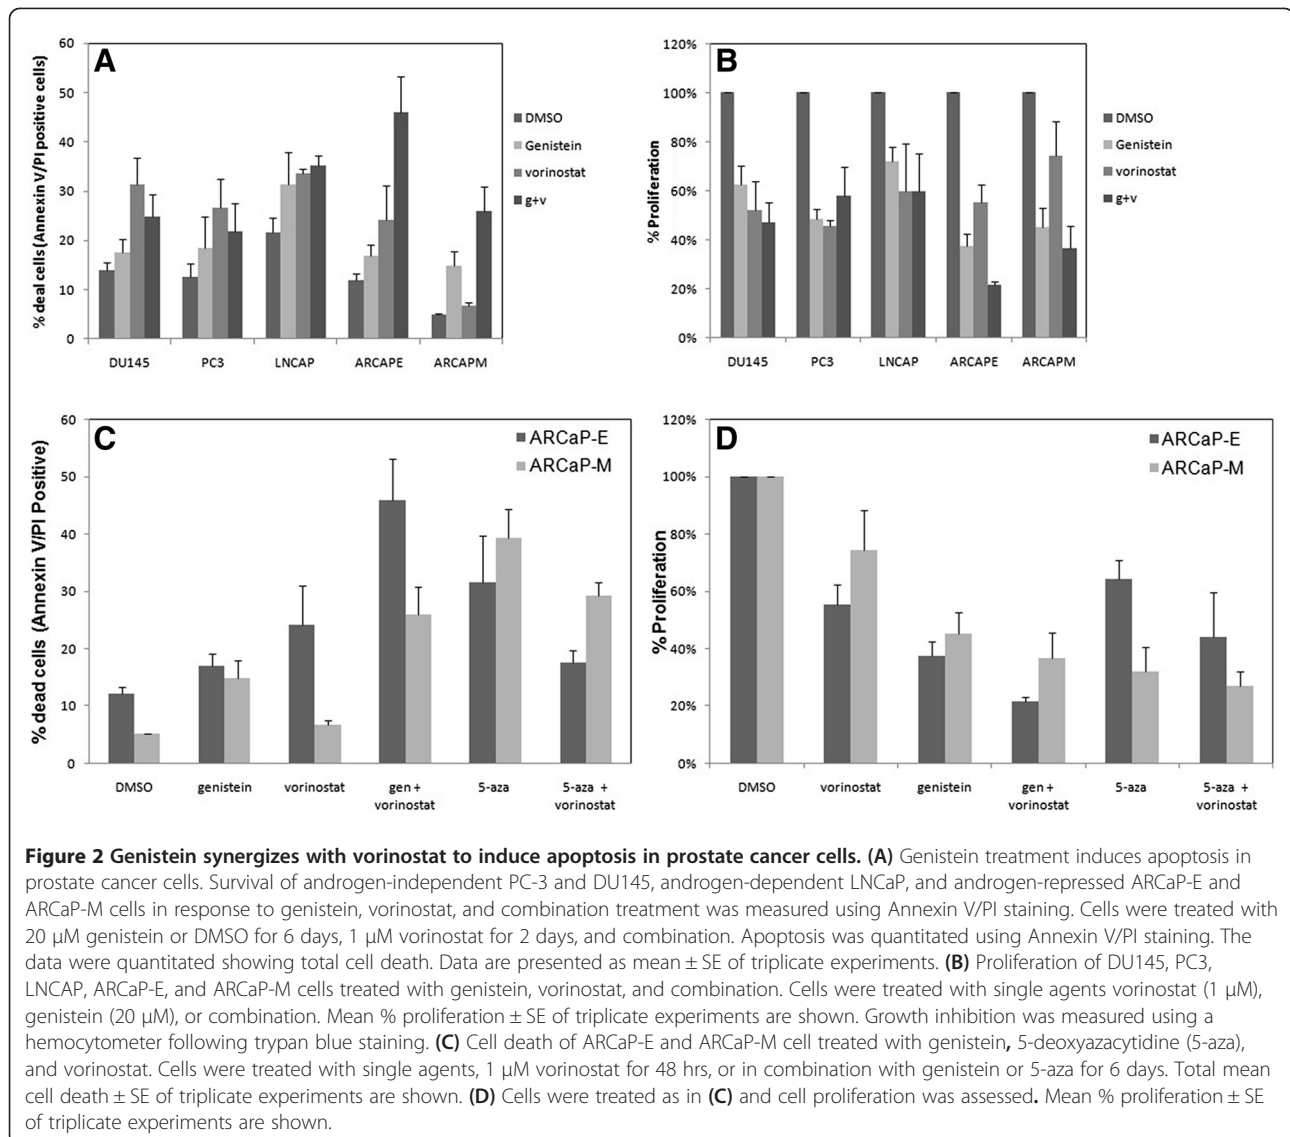 A
% deal cells (Annexin V/PI positive cells)
60
50
40
30
20
10
0
DU145 PC3 LNCAP ARCAPE ARCAPM
DMSO
Genistein
vorinostat
g+v
B
% Proliferation
120%
100%
80%
60%
40%
20%
0%
DU145 PC3 LNCAP ARCAPE ARCAPM
DMSO
Genistein
vorinostat
g+v
C
% dead cells (Annexin V/PI Positive)
60
50
40
30
20
10
0
ARCaP-E
ARCaP-M
DMSO genistein vorinostat gen + 5-aza 5-aza +
vorinostat vorinostat
D
% Proliferation
120%
100%
80%
60%
40%
20%
0%
ARCaP-E
ARCaP-M
DMSO vorinostat genistein gen + 5-aza 5-aza +
vorinostat vorinostat
Figure 2 Genistein synergizes with vorinostat to induce apoptosis in prostate cancer cells. (A) Genistein treatment induces apoptosis in
prostate cancer cells. Survival of androgen-independent PC-3 and DU145, androgen-dependent LNCaP, and androgen-repressed ARCaP-E and
ARCaP-M cells in response to genistein, vorinostat, and combination treatment was measured using Annexin V/PI staining. Cells were treated with
20 μM genistein or DMSO for 6 days, 1 μM vorinostat for 2 days, and combination. Apoptosis was quantitated using Annexin V/PI staining. The
data were quantitated showing total cell death. Data are presented as mean ± SE of triplicate experiments. (B) Proliferation of DU145, PC3,
LNCAP, ARCaP-E, and ARCaP-M cells treated with genistein, vorinostat, and combination. Cells were treated with single agents vorinostat (1 μM),
genistein (20 μM), or combination. Mean % proliferation ± SE of triplicate experiments are shown. Growth inhibition was measured using a
hemocytometer following trypan blue staining. (C) Cell death of ARCaP-E and ARCaP-M cell treated with genistein, 5-deoxyazacytidine (5-aza),
and vorinostat. Cells were treated with single agents, 1 μM vorinostat for 48 hrs, or in combination with genistein or 5-aza for 6 days. Total mean
cell death ± SE of triplicate experiments are shown. (D) Cells were treated as in (C) and cell proliferation was assessed. Mean % proliferation ± SE
of triplicate experiments are shown.